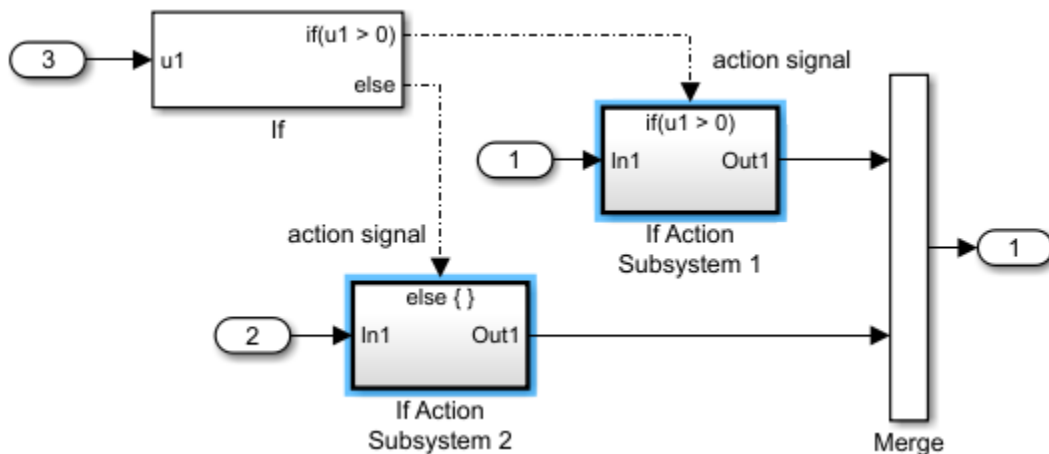 3
u1
if(u1 > 0)
else
If
action signal
if(u1 > 0)
1
In1
Out1
If Action
Subsystem 1
action signal
else { }
2
In1
Out1
If Action
Subsystem 2
1
Merge